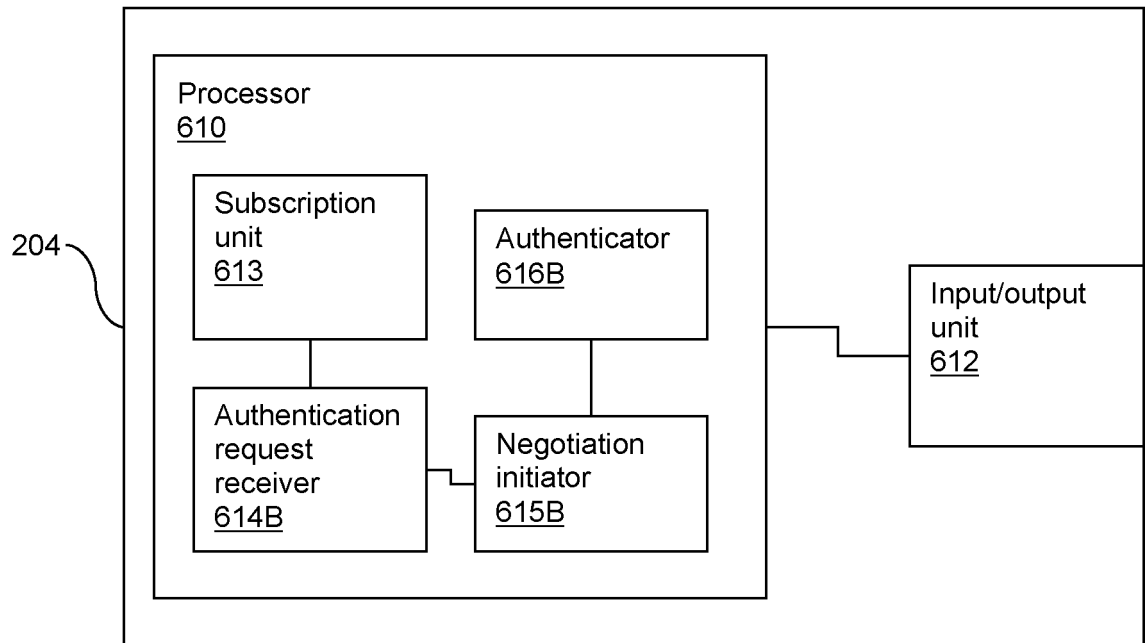 Processor
610
Subscription
unit
613
Authenticator
616B
204
Input/output
unit
612
Authentication
request
receiver
614B
Negotiation
initiator
615B